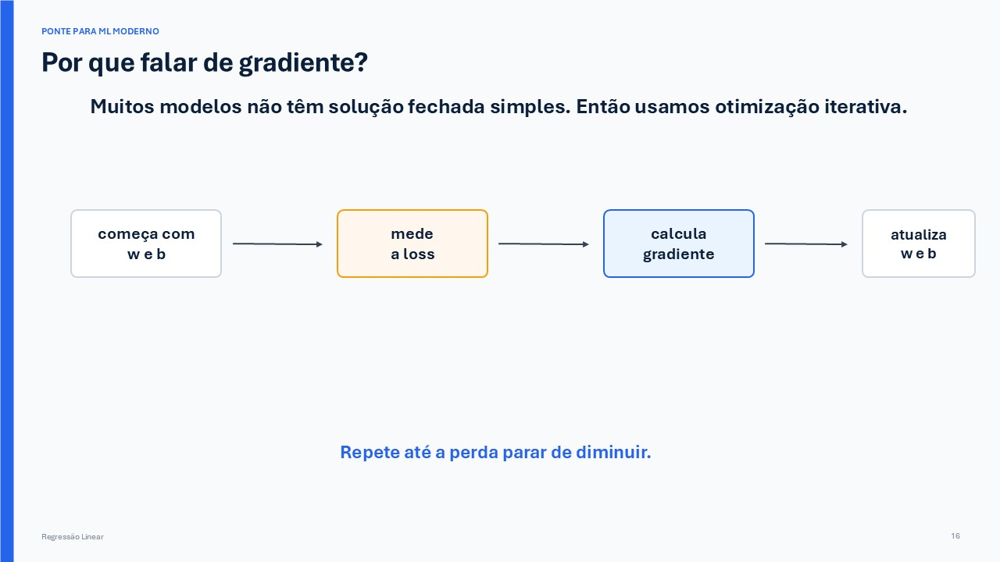 PONTE PARA ML MODERNO
Por que falar de gradiente?
Muitos modelos não têm solução fechada simples. Então usamos otimização iterativa.
começa com
w e b
mede
a loss
calcula
gradiente
atualiza
w e b
Repete até a perda parar de diminuir.
Regressão Linear
16